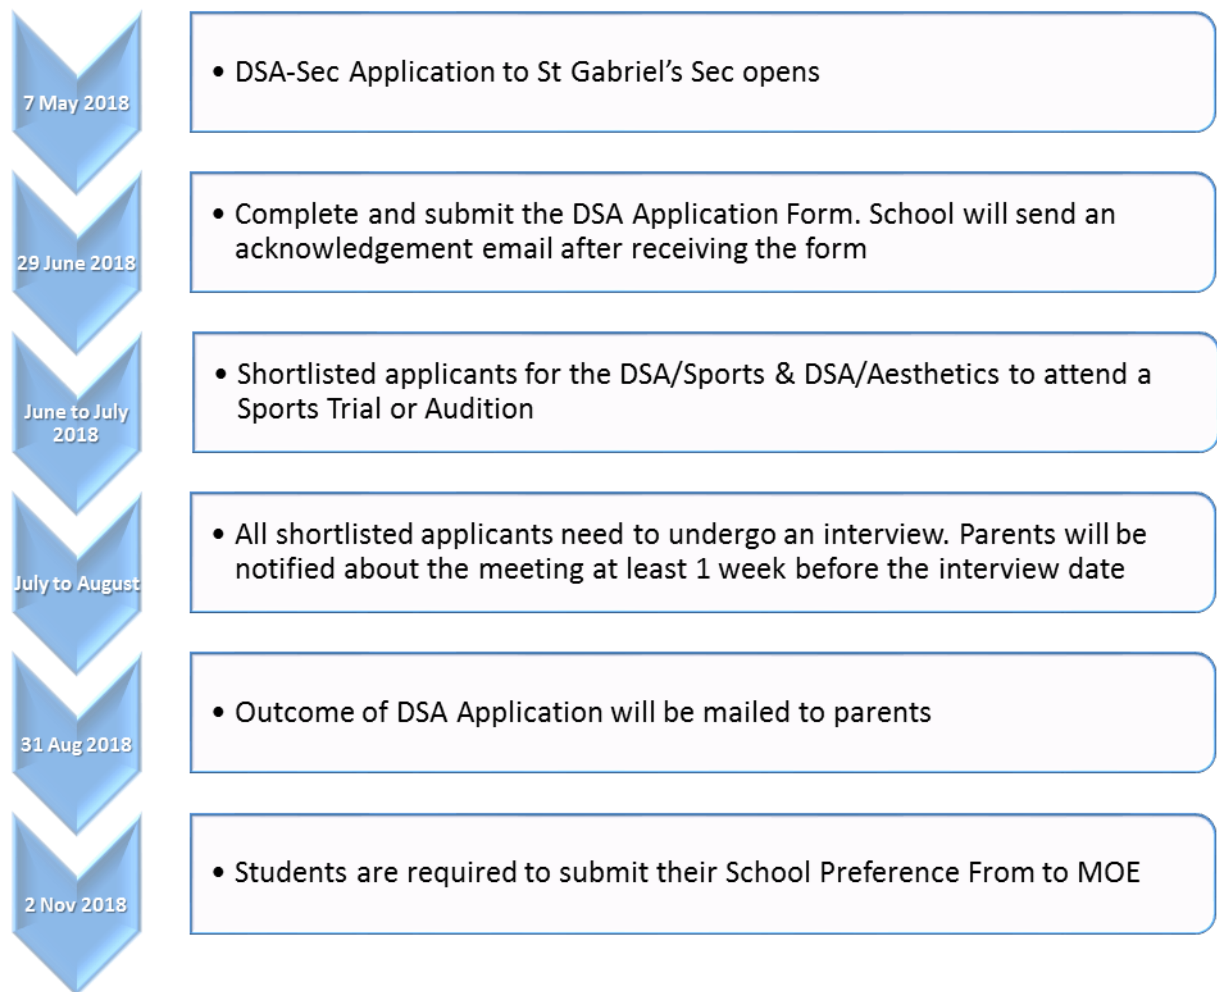 7 May 2018
• DSA-Sec Application to St Gabriel’s Sec opens
29 June 2018
• Complete and submit the DSA Application Form. School will send an
acknowledgement email after receiving the form
June to July
2018
• Shortlisted applicants for the DSA/Sports & DSA/Aesthetics to attend a
Sports Trial or Audition
July to August
• All shortlisted applicants need to undergo an interview. Parents will be
notified about the meeting at least 1 week before the interview date
31 Aug 2018
• Outcome of DSA Application will be mailed to parents
2 Nov 2018
• Students are required to submit their School Preference From to MOE